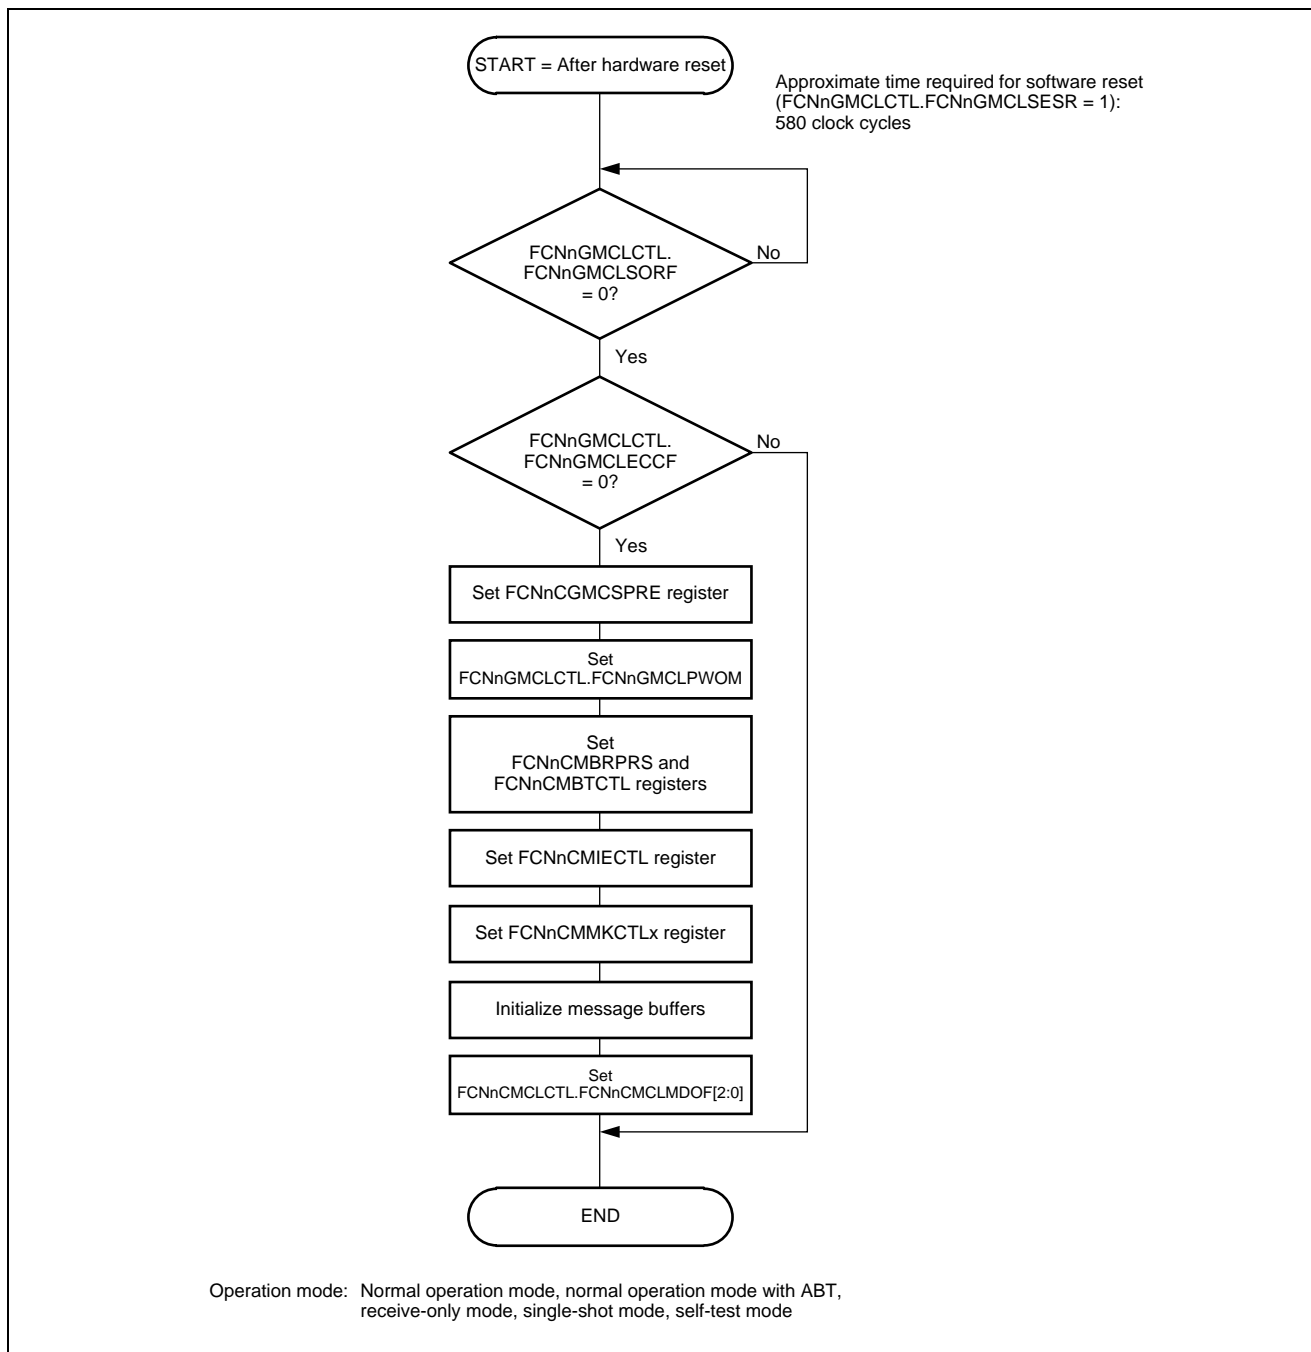 START = After hardware reset
Approximate time required for software reset
(FCNnGMCLCTL.FCNnGMCLSESR = 1):
580 clock cycles
FCNnGMCLCTL.
FCNnGMCLSORF
= 0?
No
Yes
FCNnGMCLCTL.
FCNnGMCLECCF
= 0?
No
Yes
Set FCNnCGMCSPRE register
Set
FCNnGMCLCTL.FCNnGMCLPWOM
Set
FCNnCMBRPRS and
FCNnCMBTCTL registers
Set FCNnCMIECTL register
Set FCNnCMMKCTLx register
Initialize message buffers
Set
FCNnCMCLCTL.FCNnCMCLMDOF[2:0]
END
Operation mode: Normal operation mode, normal operation mode with ABT,
receive-only mode, single-shot mode, self-test mode